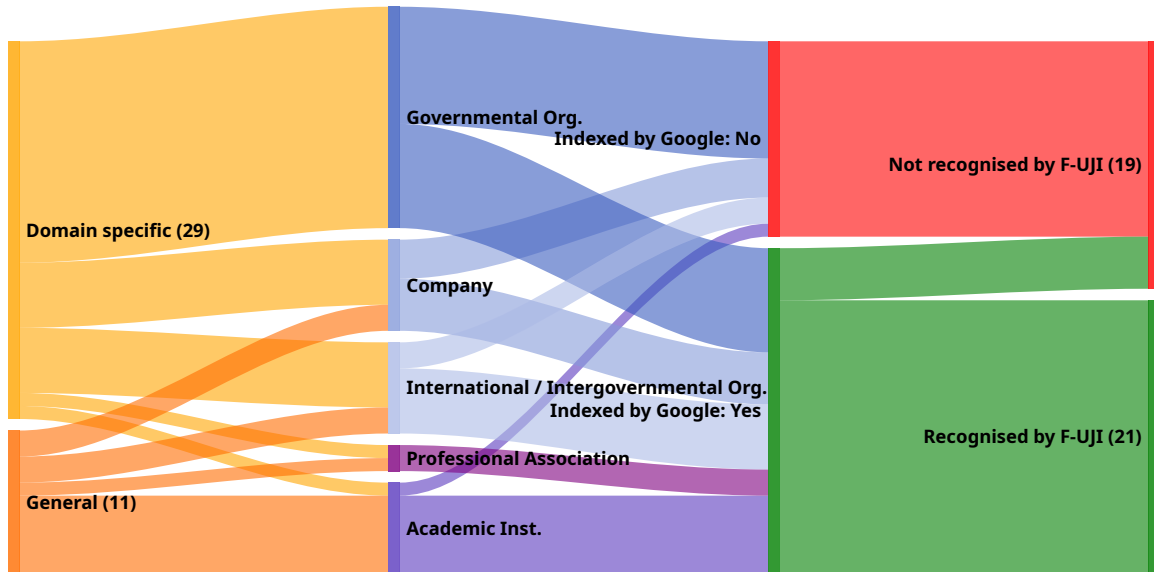 Domain specific (29)
General (11)
Governmental Org.
Company
International / Intergovernmental Org.
Professional Association
Academic Inst.
Indexed by Google: No
Indexed by Google: Yes
Not recognised by F-UJI (19)
Recognised by F-UJI (21)